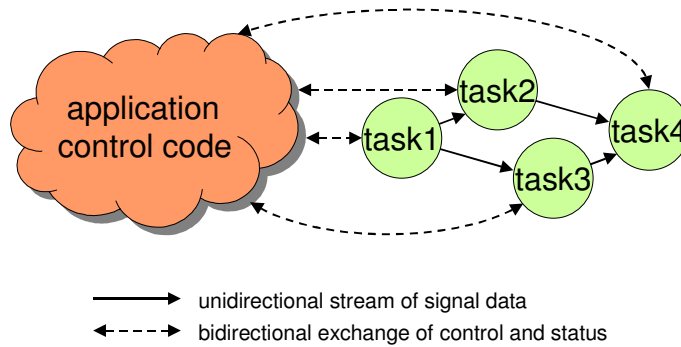 application
control code
task1
task2
task3
task4
unidirectional stream of signal data
bidirectional exchange of control and status